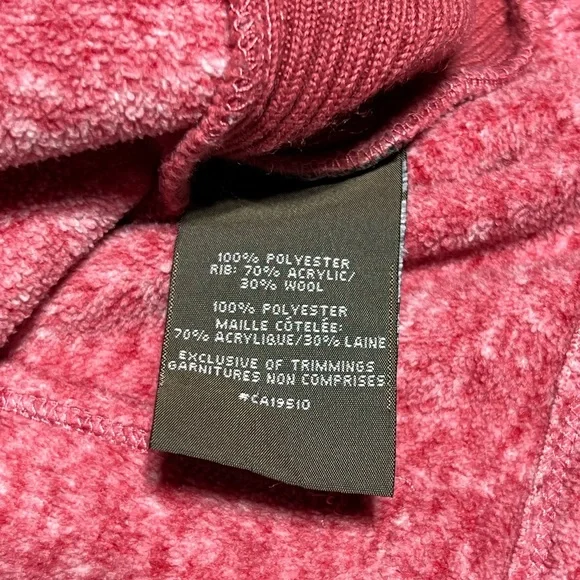 100% POLYESTER
RIB: 70% ACRYLIC/
30% WOOL
100% POLYESTER
MAILLE CÔTELÉE:
70% ACRYLIQUE/30% LAINE
EXCLUSIVE OF TRIMMINGS
GARNITURES NON COMPRISES
#CA19510